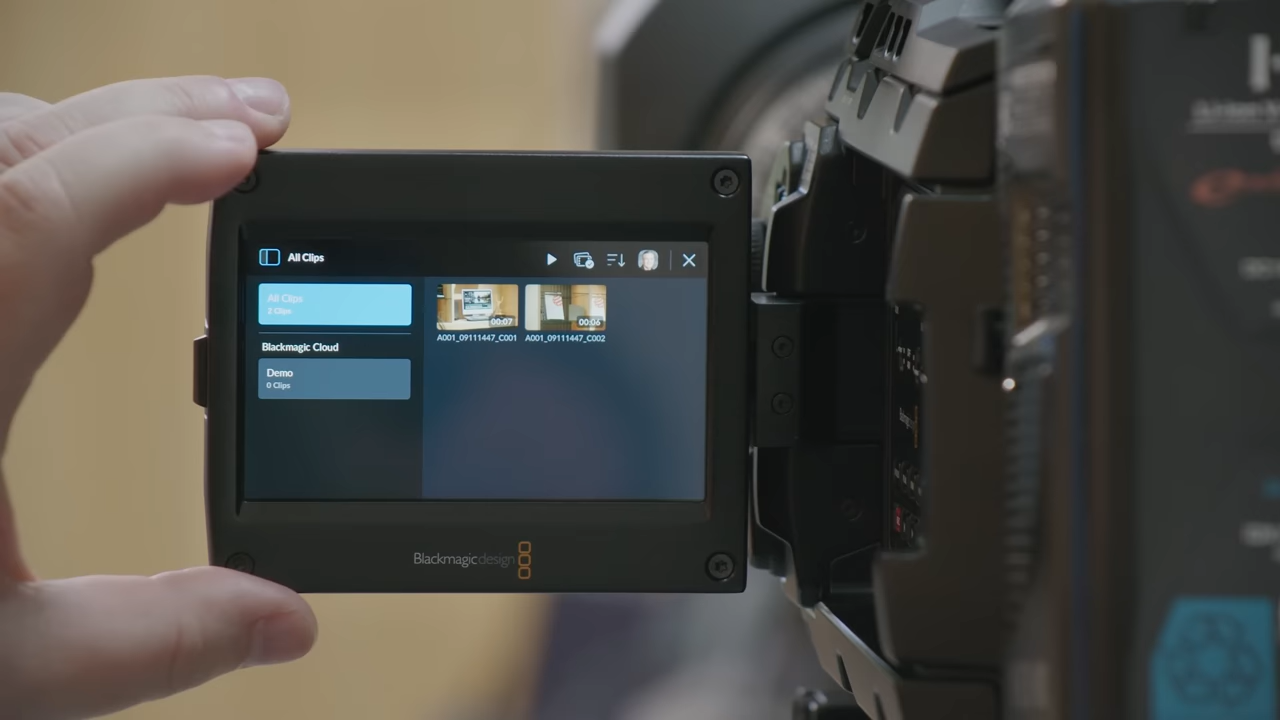 All Clips
All Clips
2 Clips
Blackmagic Cloud
Demo
0 Clips
00:07
00:06
A001_09111447_C001
A001_09111447_C002
Blackmagicdesign